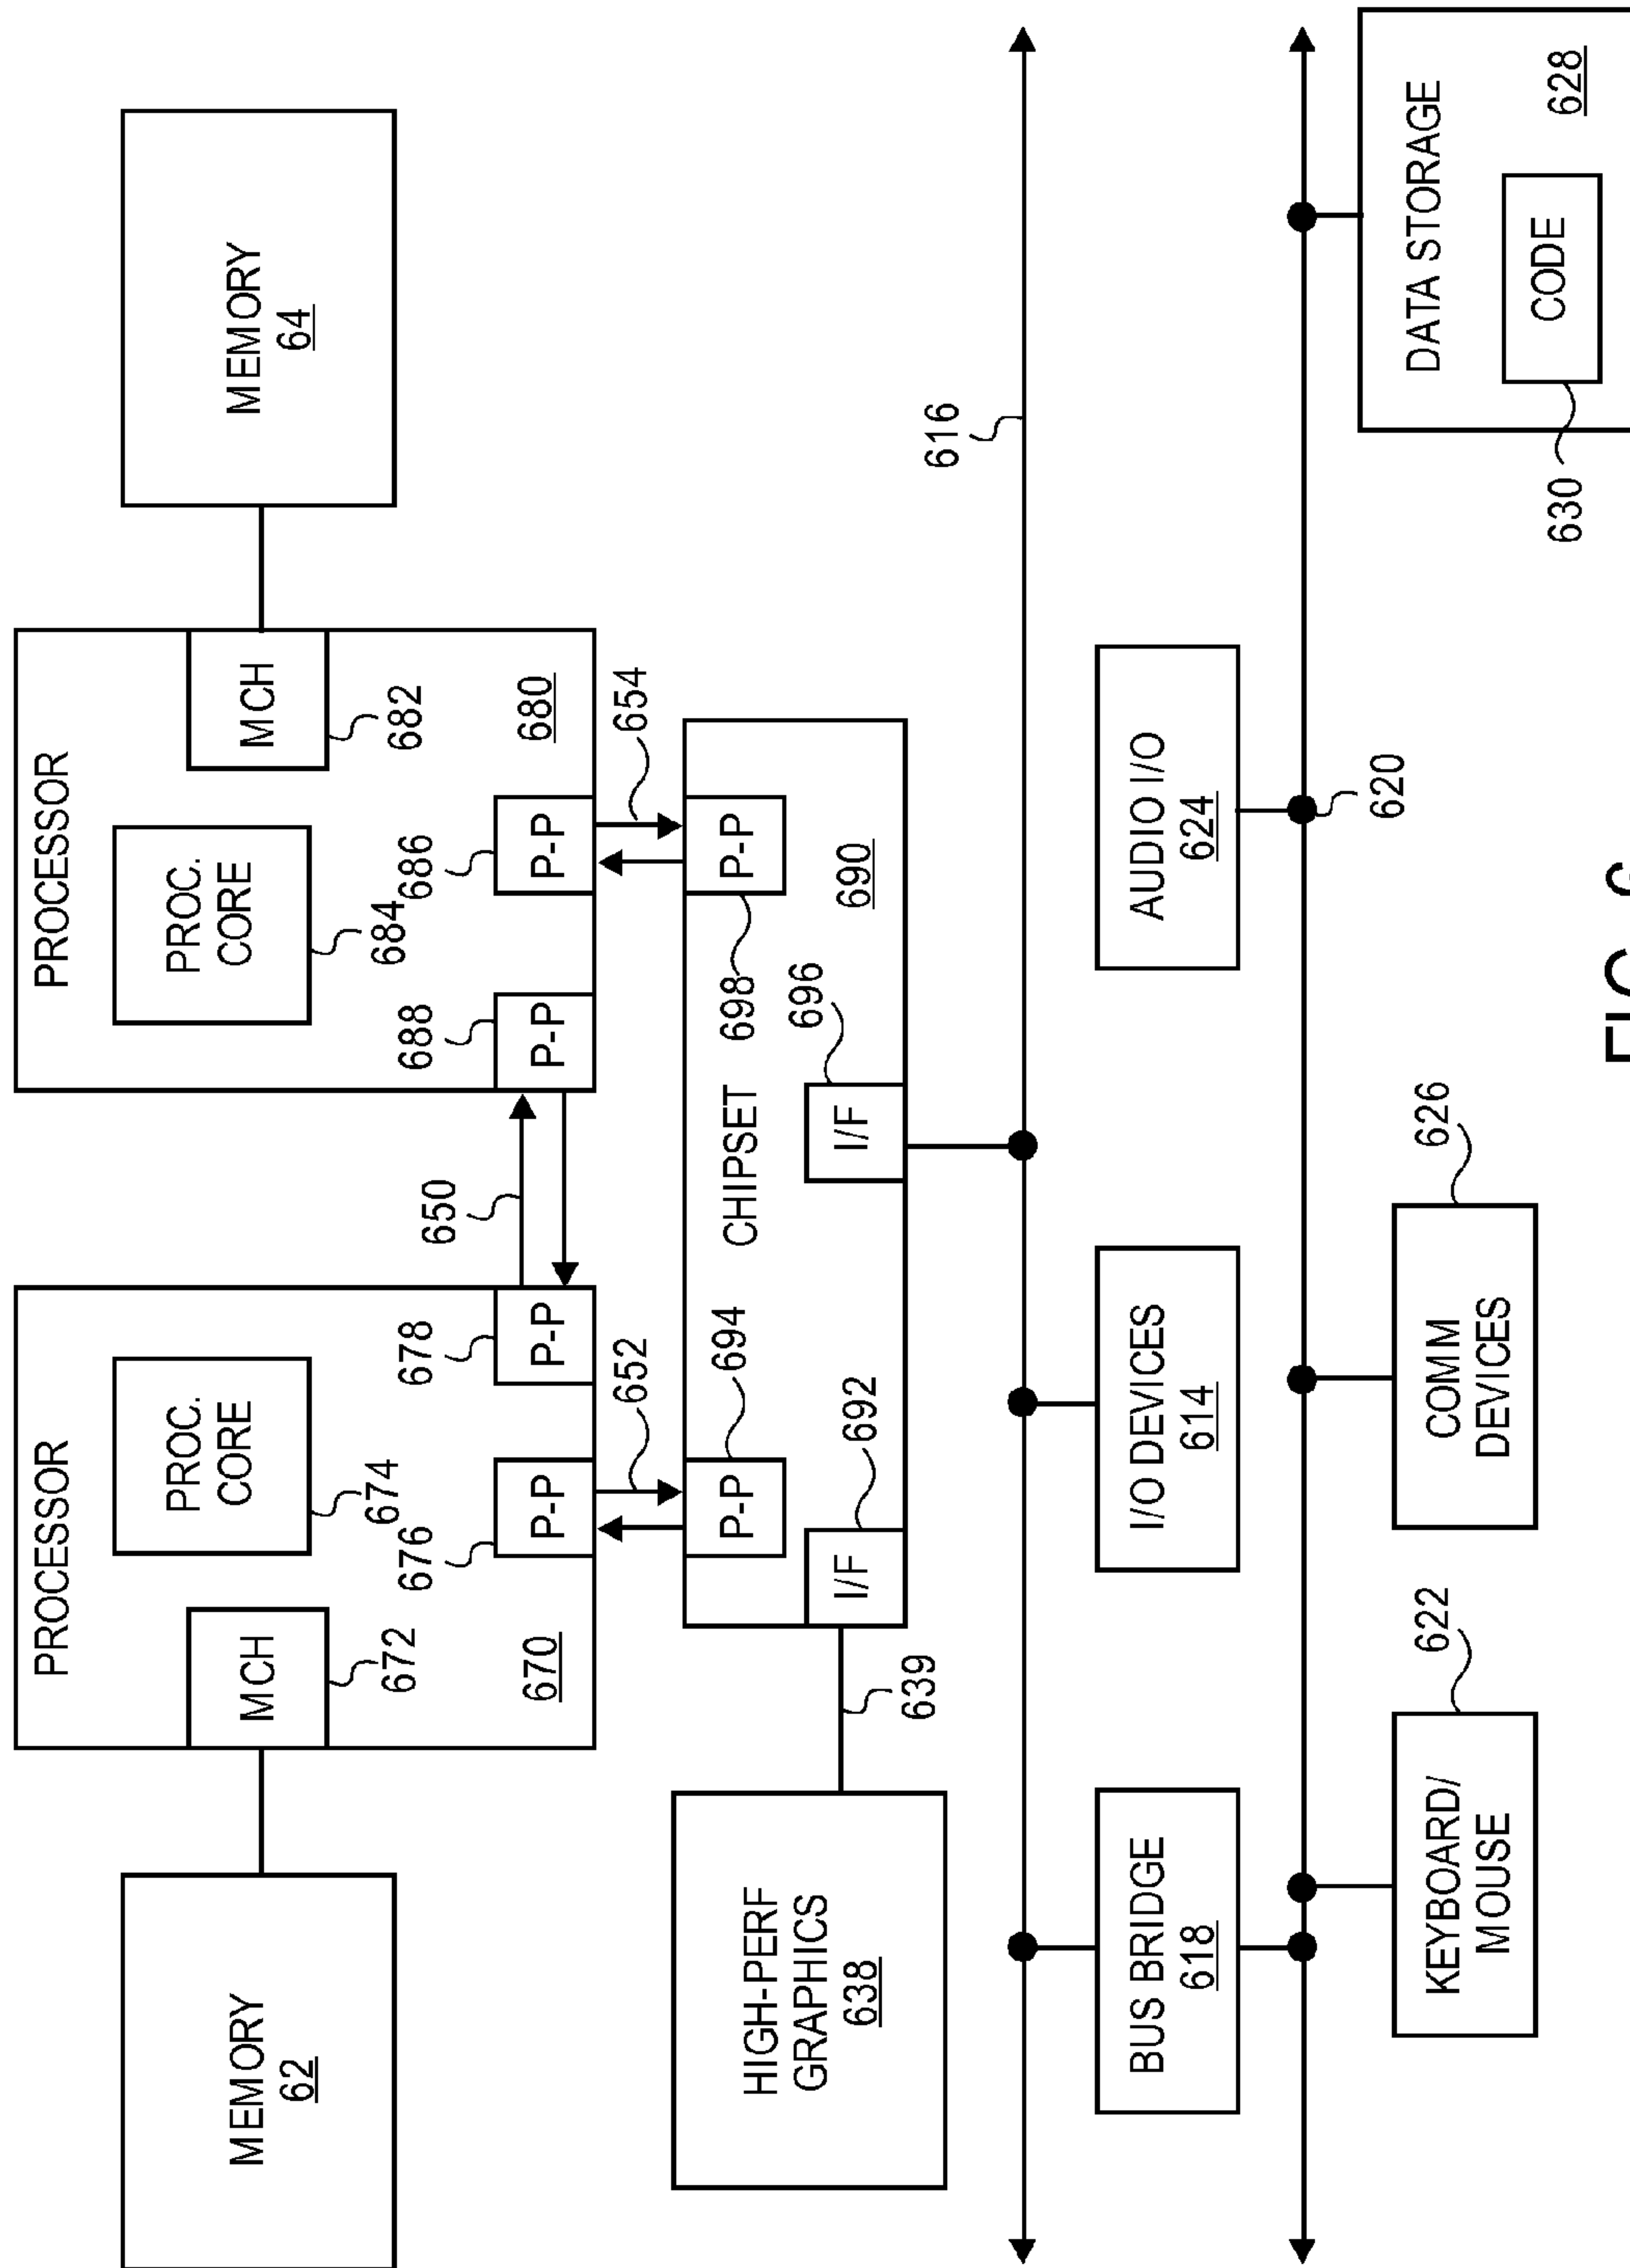 PROCESSOR
PROCESSOR
MEMORY
62
MCH
672
PROC.
CORE
674
670
676
P-P
678
P-P
650
688
P-P
PROC.
CORE
684
686
P-P
MCH
682
680
MEMORY
64
652
654
HIGH-PERF
GRAPHICS
638
639
P-P
694
I/F
692
CHIPSET
698
P-P
690
I/F
696
616
BUS BRIDGE
618
I/O DEVICES
614
AUDIO I/O
624
620
KEYBOARD/
MOUSE
622
COMM
DEVICES
626
DATA STORAGE
CODE
628
630